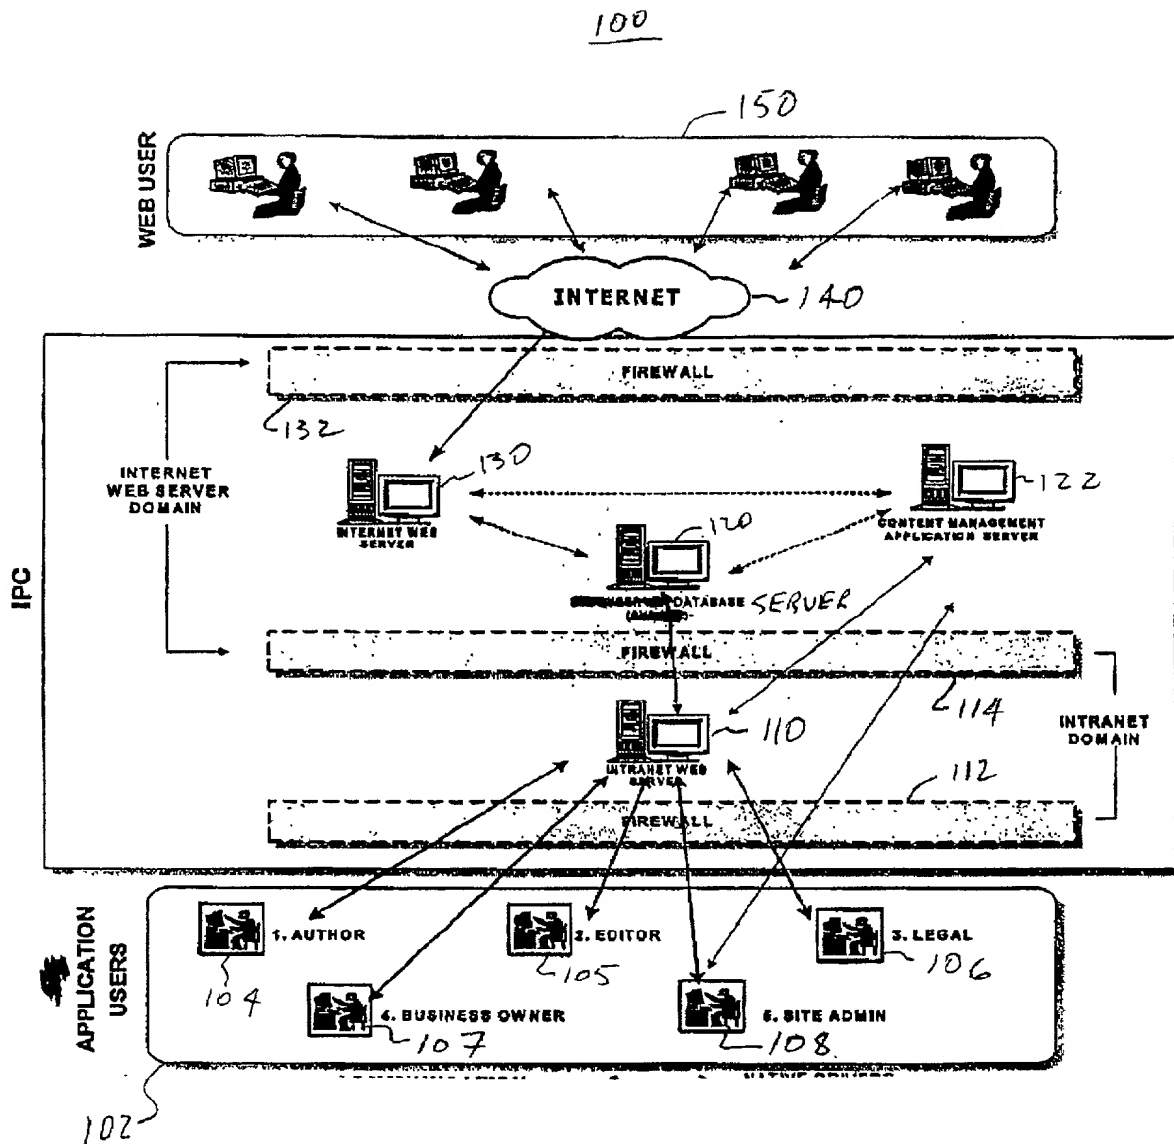 100
150
WEB USER
INTERNET
140
FIREWALL
132
INTERNET
WEB SERVER
DOMAIN
130
INTERNET WEB
SERVER
122
CONTENT MANAGEMENT
APPLICATION SERVER
120
DATABASE SERVER
IPC
FIREWALL
114
110
INTRANET WEB
SERVER
INTRANET
DOMAIN
112
FIREWALL
APPLICATION
USERS
1. AUTHOR
104
2. EDITOR
105
3. LEGAL
106
4. BUSINESS OWNER
107
5. SITE ADMIN
108
NATIVE DRIVERS
102